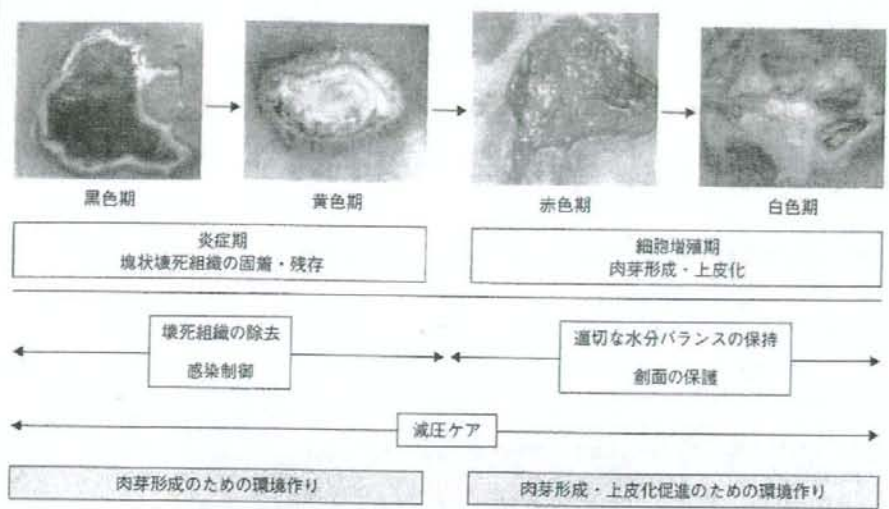 黒色期
黄色期
赤色期
白色期
炎症期
塊状壊死組織の固着・残存
細胞増殖期
肉芽形成・上皮化
壊死組織の除去
感染制御
適切な水分バランスの保持
創面の保護
減圧ケア
肉芽形成のための環境作り
肉芽形成・上皮化促進のための環境作り